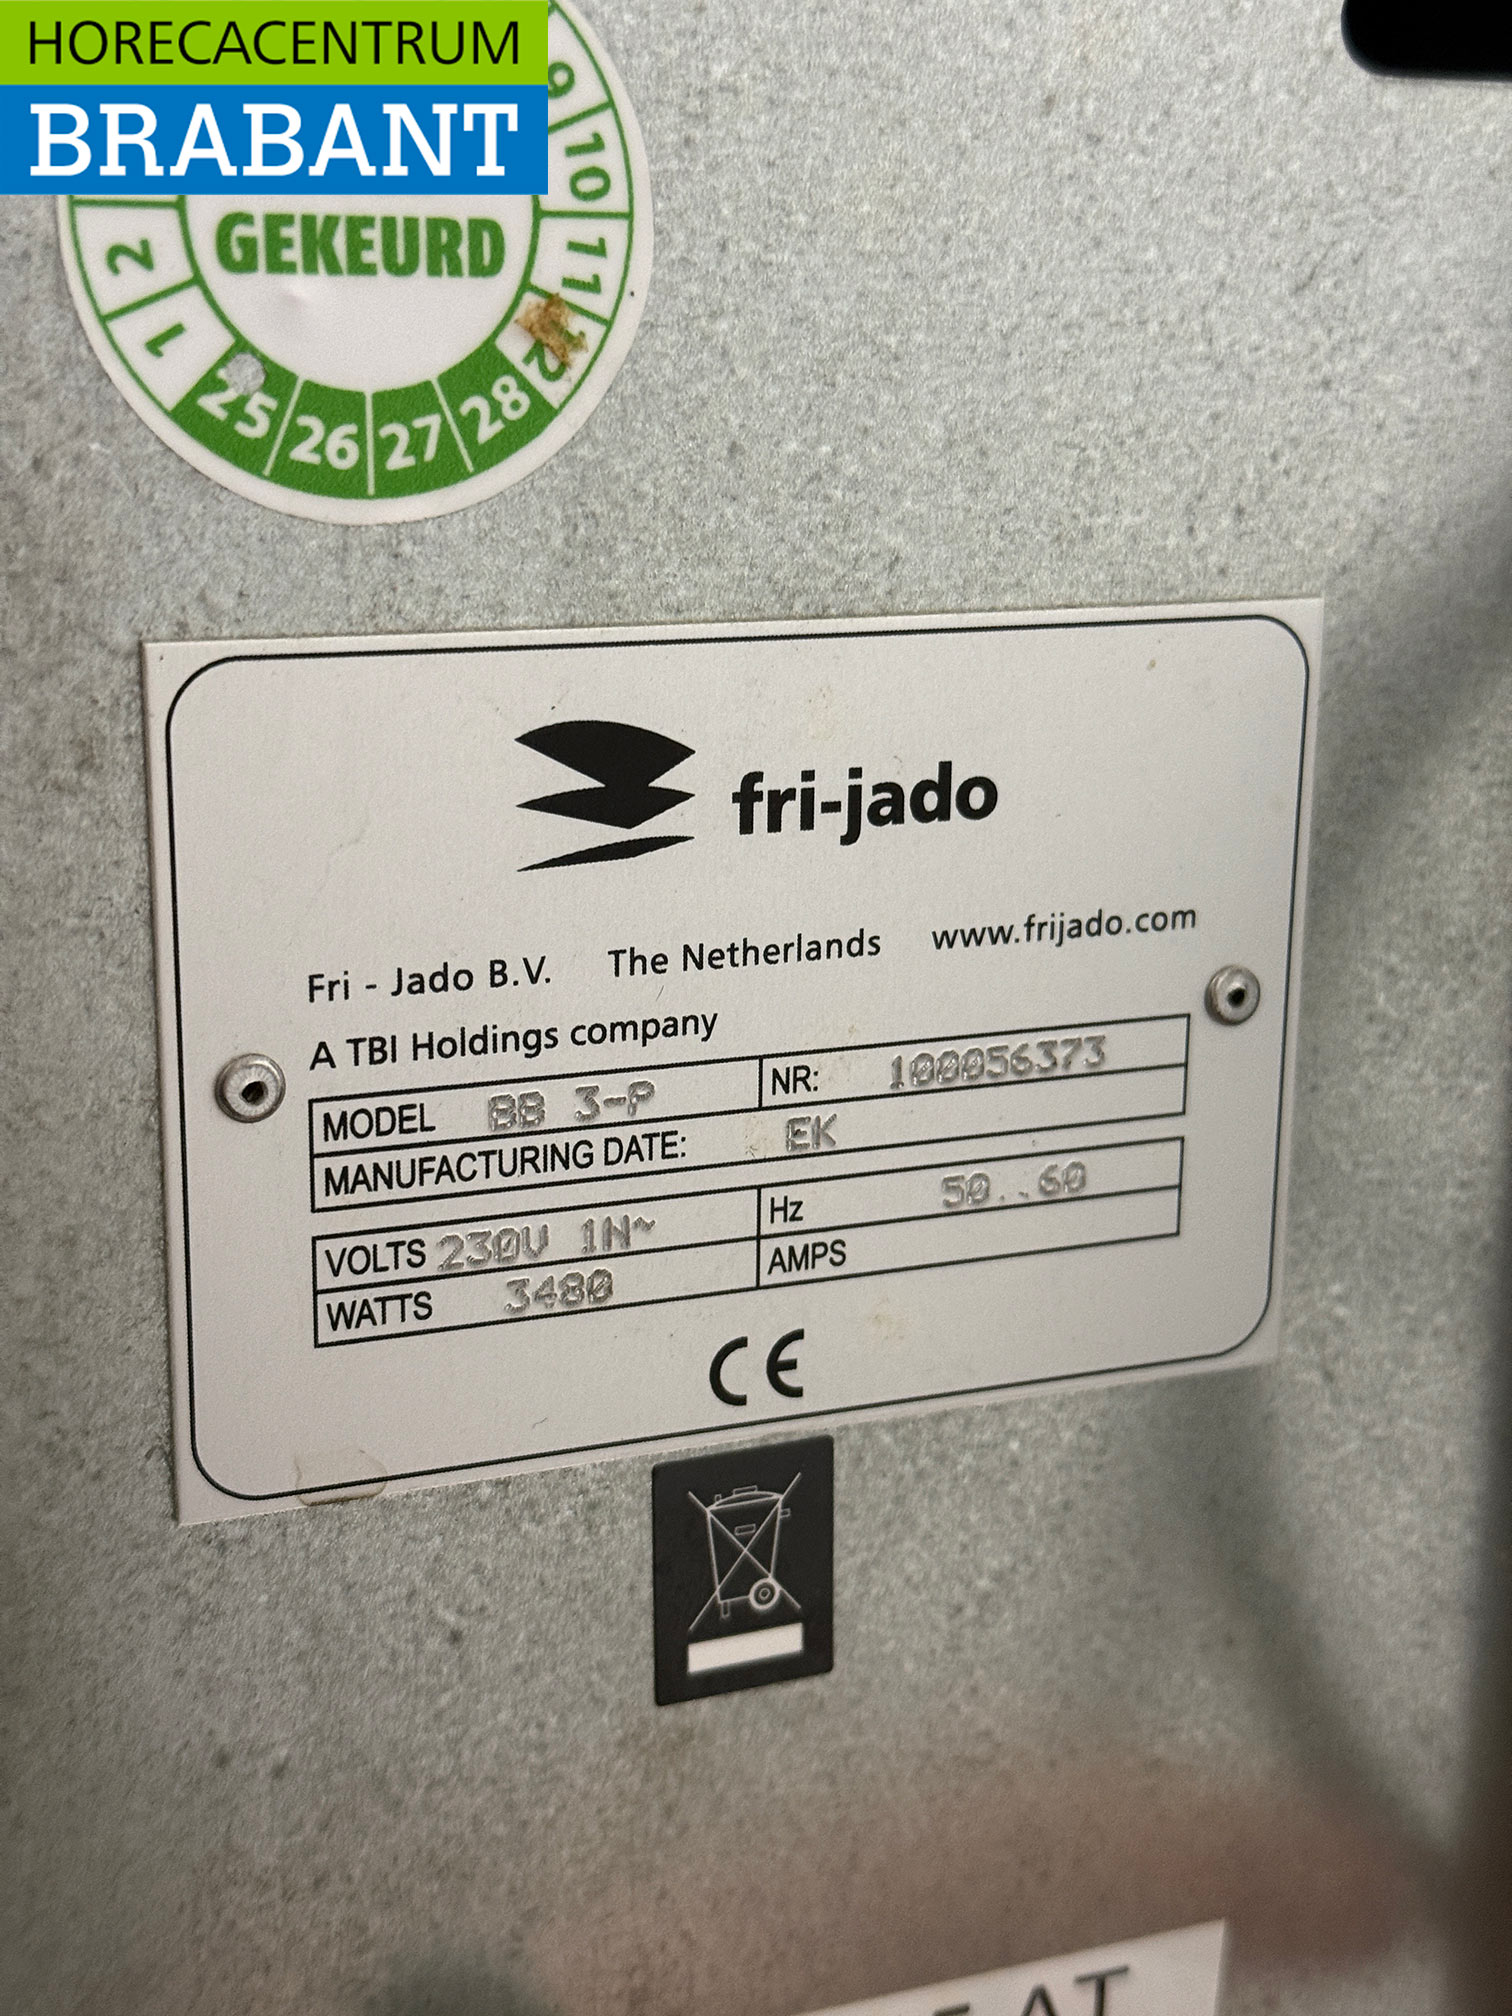 HORECACENTRUM
BRABANT
9
10
11
12
GEKEURD
2
1
25 26 27 28
fri-jado
Fri - Jado B.V. The Netherlands www.frijado.com
A TBI Holdings company
MODEL BB 3-P NR: 100056373
MANUFACTURING DATE: EK
VOLTS 230V 1N~ Hz 50..60
WATTS 3480 AMPS
CE